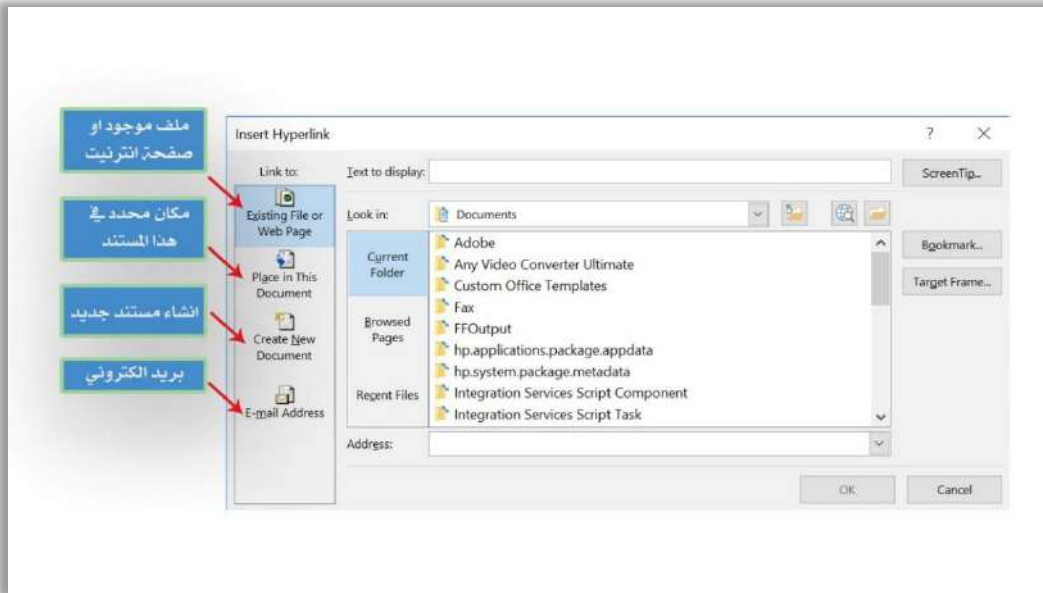 ملف موجود او
صفحة انترنيت
مكان محدد في
هذا المستند
انشاء مستند جديد
بريد الكتروني
Insert Hyperlink
?
Link to:
Text to display:
ScreenTip...
Existing File or
Web Page
Look in:
Documents
Place in This
Document
Create New
Document
E-mail Address
Current
Folder
Browsed
Pages
Recent Files
Adobe
Any Video Converter Ultimate
Custom Office Templates
Fax
FFOutput
hp.applications.package.appdata
hp.system.package.metadata
Integration Services Script Component
Integration Services Script Task
Bookmark...
Target Frame...
Address:
OK
Cancel